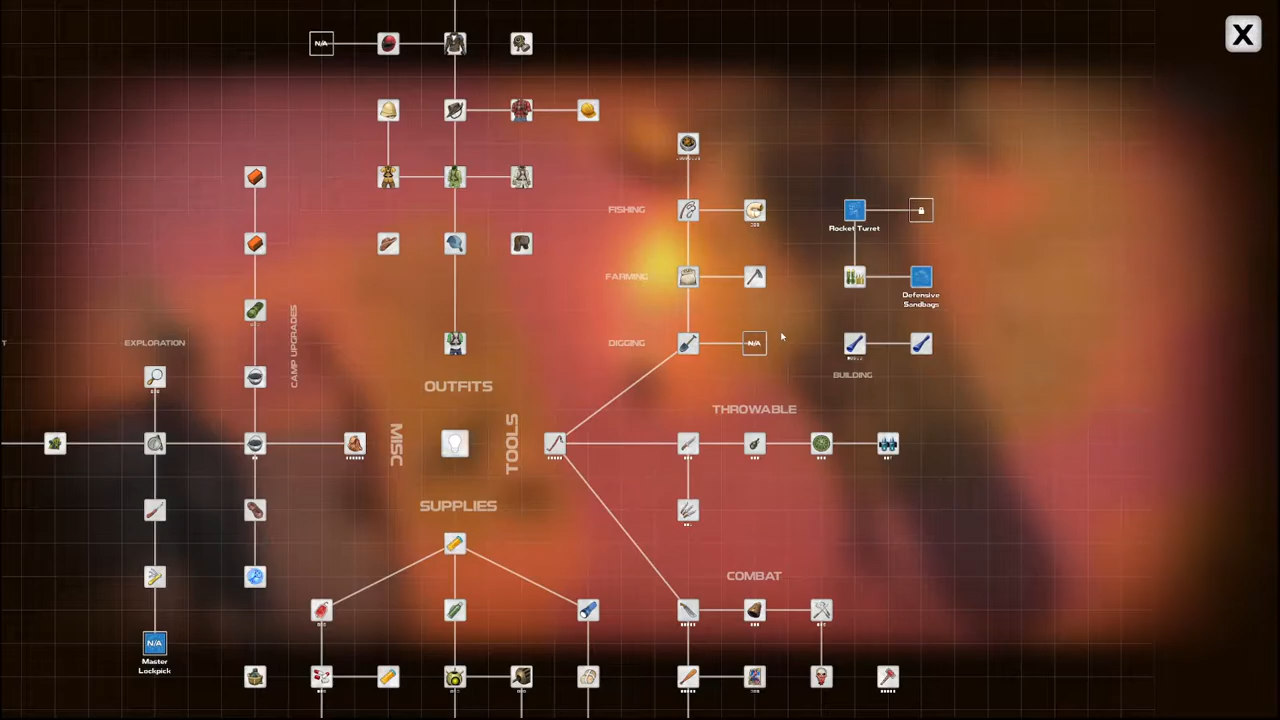 N/A
X
FISHING
Rocket Turret
FARMING
Defensive
Sandbags
T
EXPLORATION
CAMP UPGRADES
DIGGING
N/A
BUILDING
OUTFITS
THROWABLE
MISC
TOOLS
SUPPLIES
COMBAT
N/A
Master
Lockpick